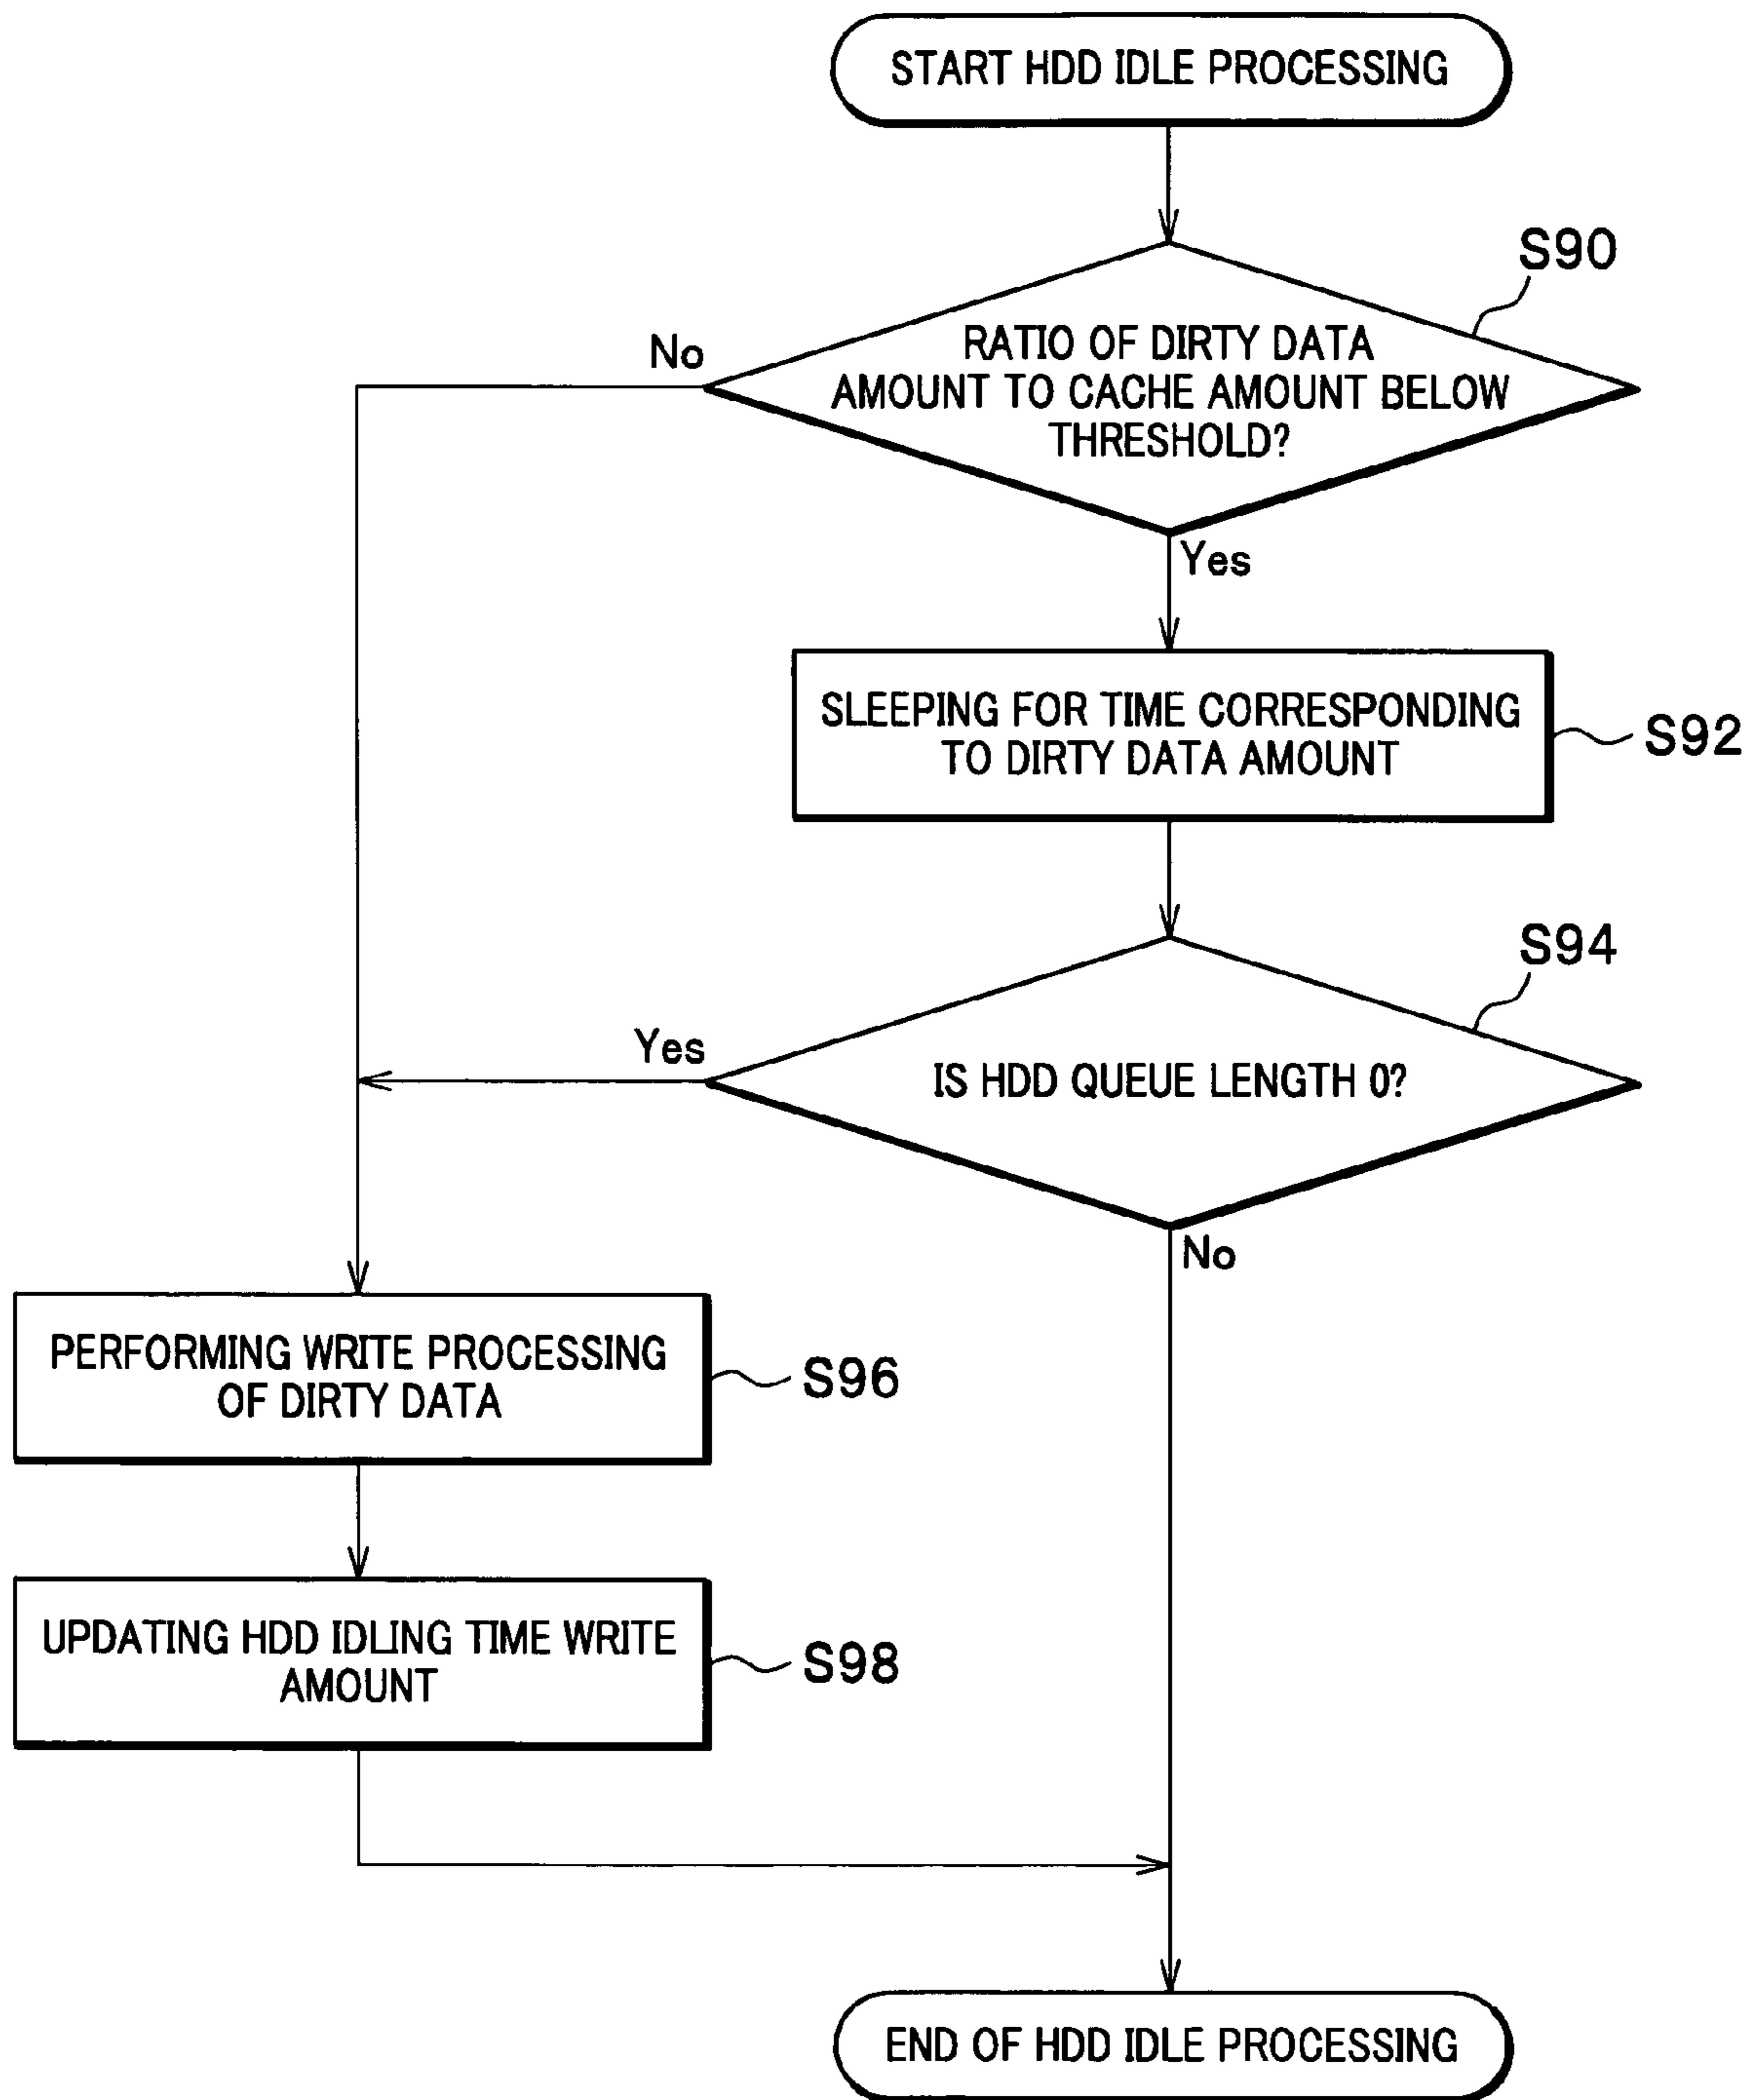 START HDD IDLE PROCESSING
S90
RATIO OF DIRTY DATA
AMOUNT TO CACHE AMOUNT BELOW
THRESHOLD?
No
Yes
SLEEPING FOR TIME CORRESPONDING
TO DIRTY DATA AMOUNT
S92
S94
IS HDD QUEUE LENGTH 0?
Yes
No
PERFORMING WRITE PROCESSING
OF DIRTY DATA
S96
UPDATING HDD IDLING TIME WRITE
AMOUNT
S98
END OF HDD IDLE PROCESSING